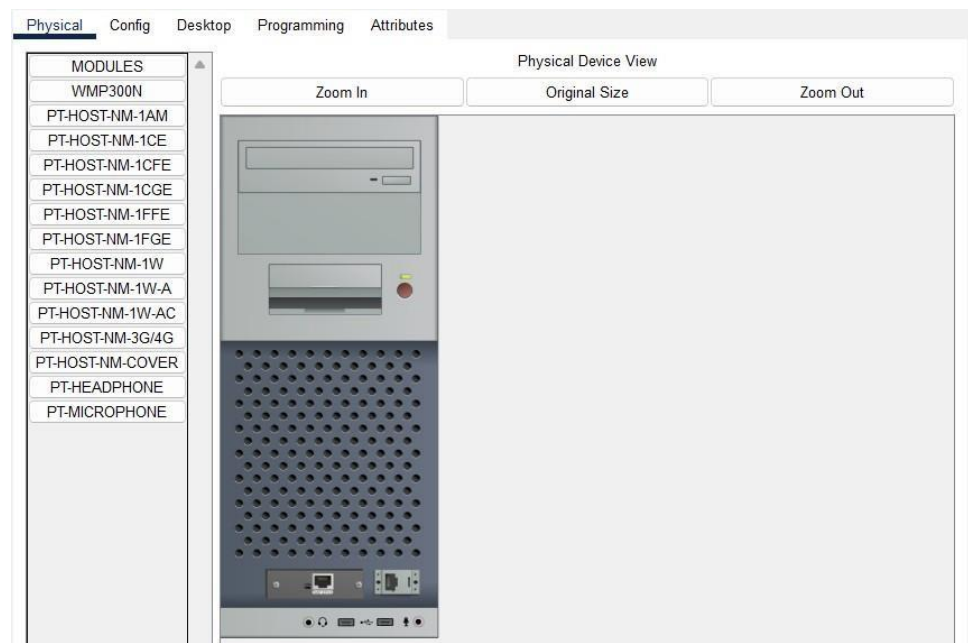 Physical Config Desktop Programming Attributes
Physical Device View
MODULES
WMP300N
PT-HOST-NM-1AM
PT-HOST-NM-1CE
PT-HOST-NM-1CFE
PT-HOST-NM-1CGE
PT-HOST-NM-1FFE
PT-HOST-NM-1FGE
PT-HOST-NM-1W
PT-HOST-NM-1W-A
PT-HOST-NM-1W-AC
PT-HOST-NM-3G/4G
PT-HOST-NM-COVER
PT-HEADPHONE
PT-MICROPHONE
Zoom In Original Size Zoom Out